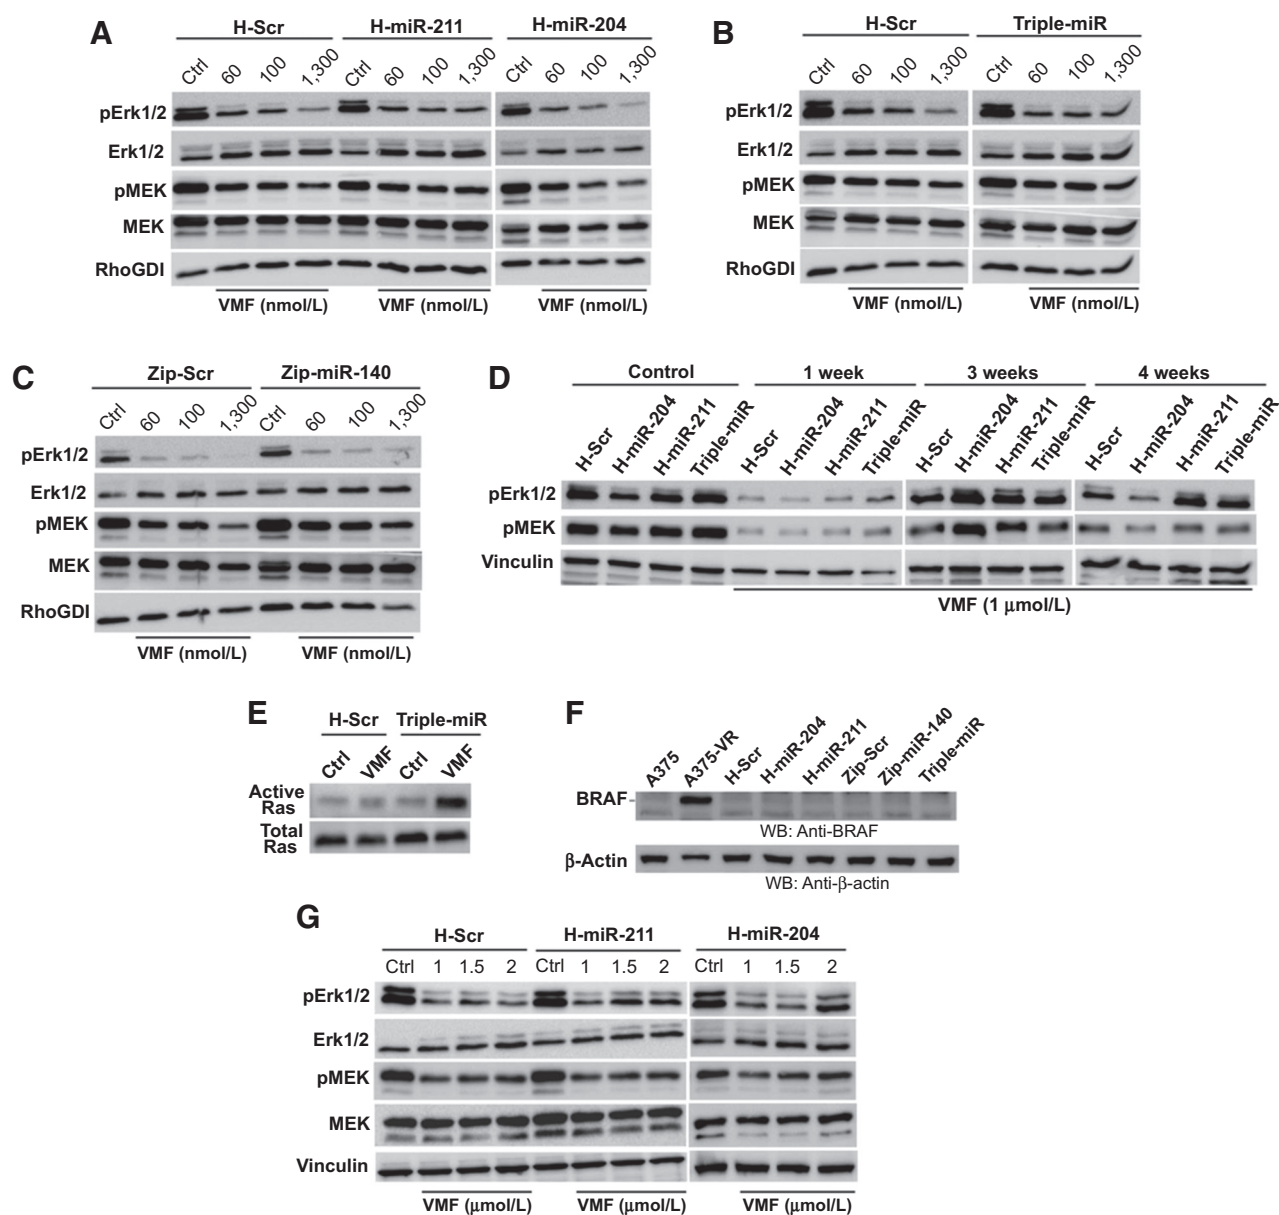 A
H-Scr H-miR-211 H-miR-204
Ctrl 60 100 1,300 Ctrl 60 100 1,300 Ctrl 60 100 1,300
pErk1/2
Erk1/2
pMEK
MEK
RhoGDI
VMF (nmol/L) VMF (nmol/L) VMF (nmol/L)
B
H-Scr Triple-miR
Ctrl 60 100 1,300 Ctrl 60 100 1,300
pErk1/2
Erk1/2
pMEK
MEK
RhoGDI
VMF (nmol/L) VMF (nmol/L)
C
Zip-Scr Zip-miR-140
Ctrl 60 100 1,300 Ctrl 60 100 1,300
pErk1/2
Erk1/2
pMEK
MEK
RhoGDI
VMF (nmol/L) VMF (nmol/L)
D
Control 1 week 3 weeks 4 weeks
H-Scr H-miR-204 H-miR-211 Triple-miR H-Scr H-miR-204 H-miR-211 Triple-miR H-Scr H-miR-204 H-miR-211 Triple-miR H-Scr H-miR-204 H-miR-211 Triple-miR
pErk1/2
pMEK
Vinculin
VMF (1 μmol/L)
E
H-Scr Triple-miR
Ctrl VMF Ctrl VMF
Active
Ras
Total
Ras
F
A375 A375-VR H-Scr H-miR-204 H-miR-211 Zip-Scr Zip-miR-140 Triple-miR
BRAF-
WB: Anti-BRAF
β-Actin
WB: Anti-β-actin
G
H-Scr H-miR-211 H-miR-204
Ctrl 1 1.5 2 Ctrl 1 1.5 2 Ctrl 1 1.5 2
pErk1/2
Erk1/2
pMEK
MEK
Vinculin
VMF (μmol/L) VMF (μmol/L) VMF (μmol/L)